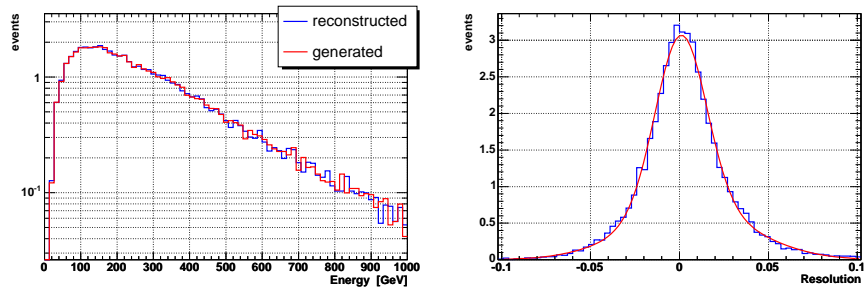 events
reconstructed
generated
1
10⁻¹
0 100 200 300 400 500 600 700 800 900 1000
Energy [GeV]
events
3
2.5
2
1.5
1
0.5
0
-0.1 -0.05 0 0.05 0.1
Resolution